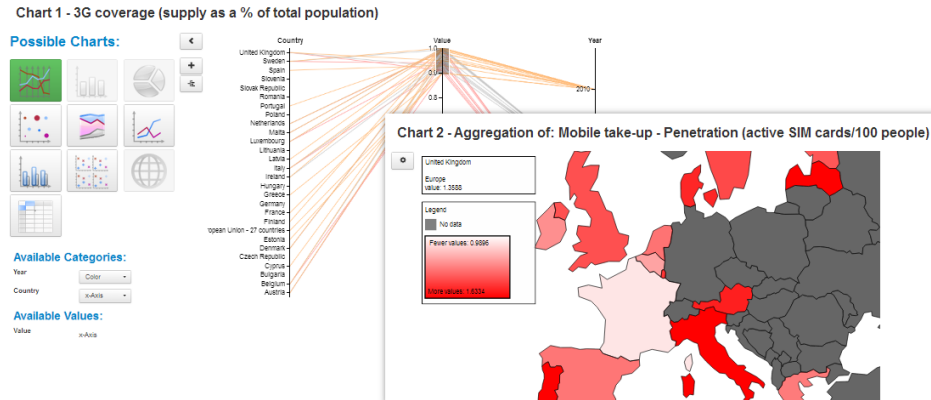 Chart 1 - 3G coverage (supply as a % of total population)
Possible Charts:
Available Categories:
Year
Color
Country
x-Axis
Available Values:
Value
x-Axis
Country
Value
Year
United Kingdom
Sweden
Spain
Slovenia
Slovak Republic
Romania
Portugal
Poland
Netherlands
Malta
Luxembourg
Lithuania
Latvia
Italy
Ireland
Hungary
Greece
Germany
France
Finland
opean Union - 27 countries
Estonia
Denmark
Czech Republic
Cyprus
Bulgaria
Belgium
Austria
1.0
0.9
0.8
2010
Chart 2 - Aggregation of: Mobile take-up - Penetration (active SIM cards/100 people)
United Kingdom
Europe
value: 1.3588
Legend
No data
Fewer values: 0.9896
More values: 1.6334